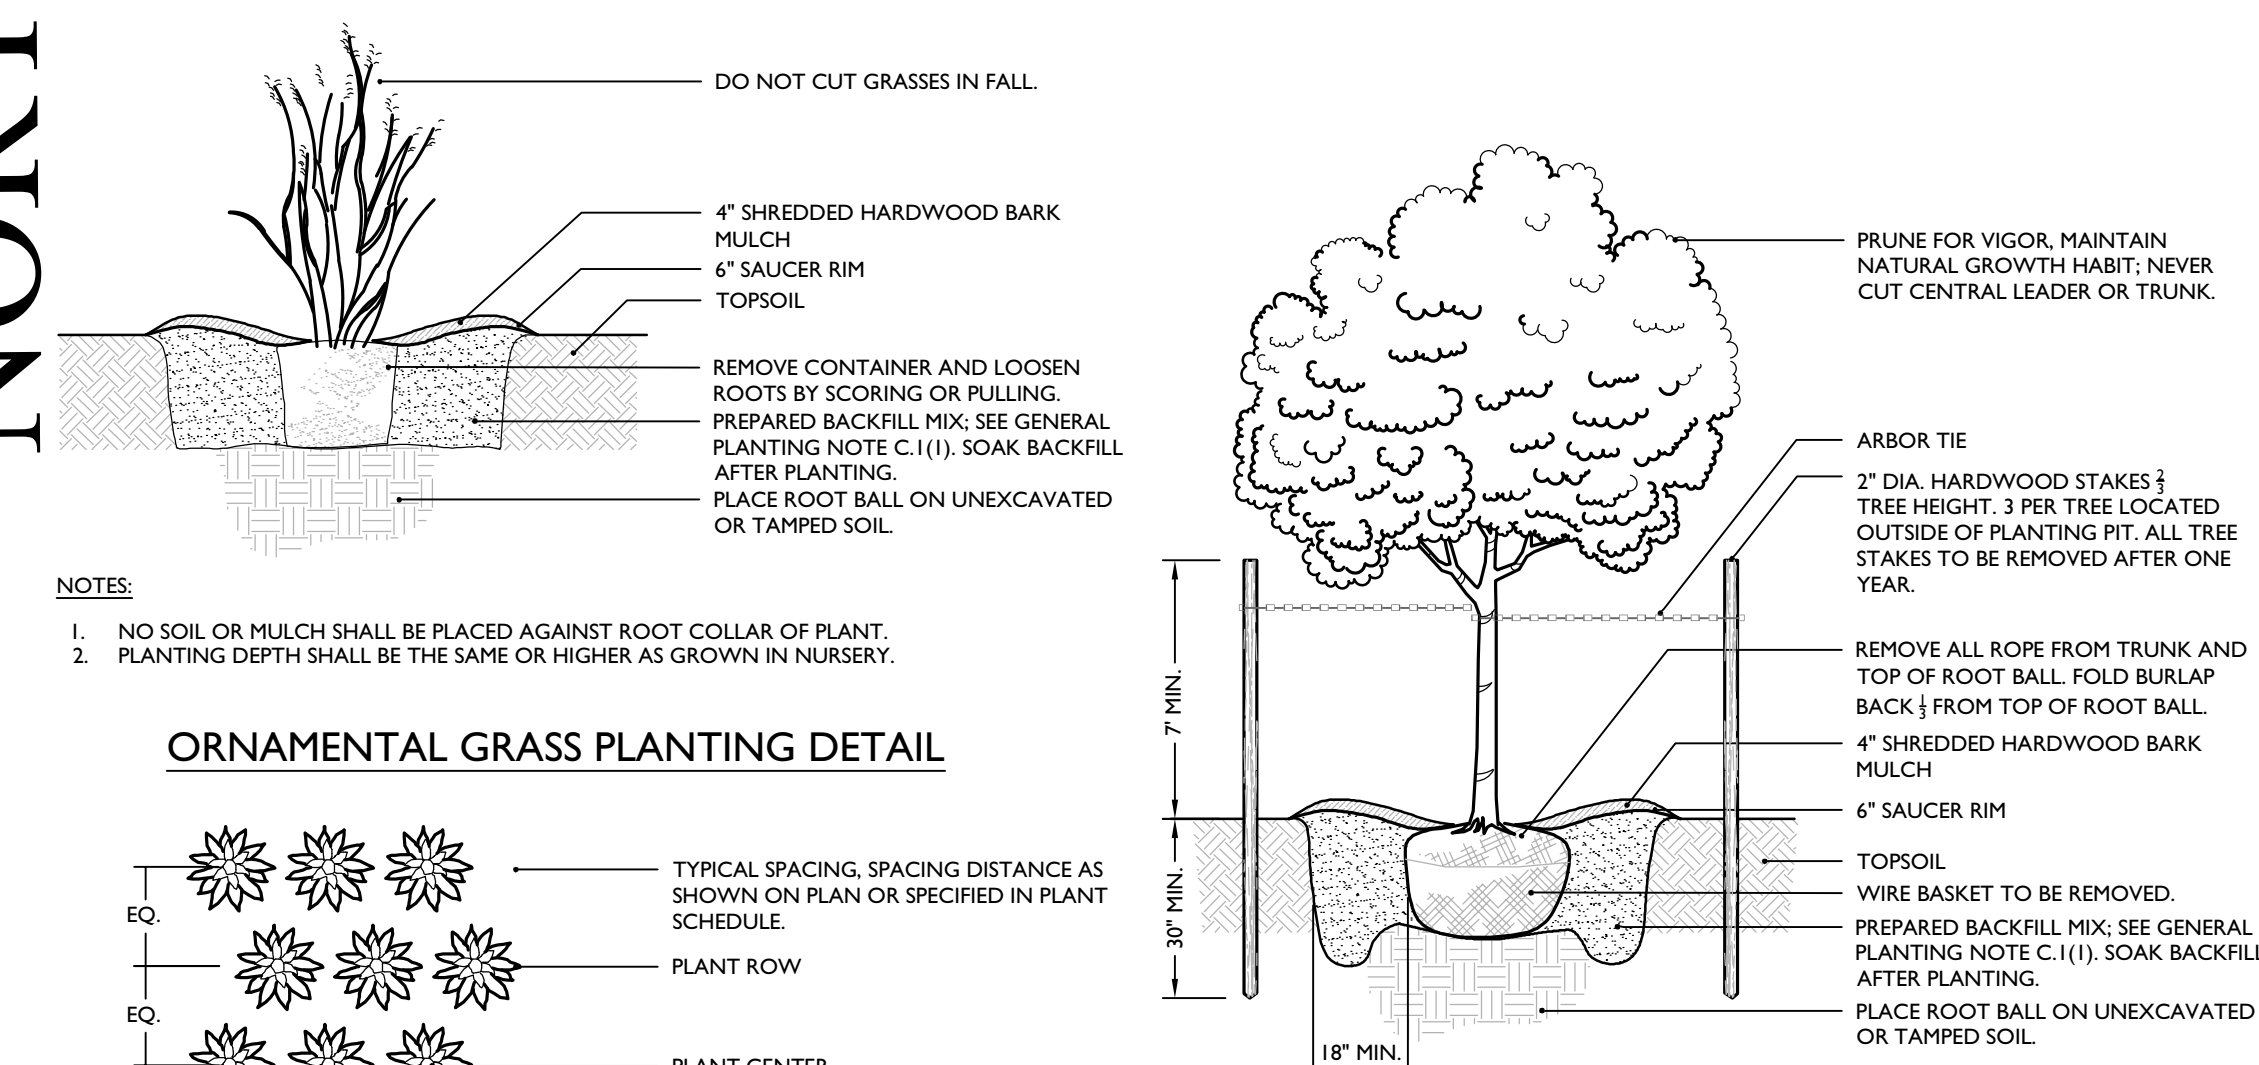 NORT
DO NOT CUT GRASSES IN FALL.
4" SHREDDED HARDWOOD BARK
MULCH
6" SAUCER RIM
TOPSOIL
REMOVE CONTAINER AND LOOSEN
ROOTS BY SCORING OR PULLING.
PREPARED BACKFILL MIX; SEE GENERAL
PLANTING NOTE C.1(1). SOAK BACKFILL
AFTER PLANTING.
PLACE ROOT BALL ON UNEXCAVATED
OR TAMPED SOIL.
NOTES:
1. NO SOIL OR MULCH SHALL BE PLACED AGAINST ROOT COLLAR OF PLANT.
2. PLANTING DEPTH SHALL BE THE SAME OR HIGHER AS GROWN IN NURSERY.
ORNAMENTAL GRASS PLANTING DETAIL
TYPICAL SPACING, SPACING DISTANCE AS
SHOWN ON PLAN OR SPECIFIED IN PLANT
SCHEDULE.
EQ.
PLANT ROW
EQ.
PLANT CENTER
PRUNE FOR VIGOR, MAINTAIN
NATURAL GROWTH HABIT; NEVER
CUT CENTRAL LEADER OR TRUNK.
ARBOR TIE
2" DIA. HARDWOOD STAKES 2/3
TREE HEIGHT. 3 PER TREE LOCATED
OUTSIDE OF PLANTING PIT. ALL TREE
STAKES TO BE REMOVED AFTER ONE
YEAR.
REMOVE ALL ROPE FROM TRUNK AND
TOP OF ROOT BALL. FOLD BURLAP
BACK 1/3 FROM TOP OF ROOT BALL.
4" SHREDDED HARDWOOD BARK
MULCH
6" SAUCER RIM
TOPSOIL
WIRE BASKET TO BE REMOVED.
PREPARED BACKFILL MIX; SEE GENERAL
PLANTING NOTE C.1(1). SOAK BACKFILL
AFTER PLANTING.
PLACE ROOT BALL ON UNEXCAVATED
OR TAMPED SOIL.
7' MIN.
30" MIN.
18" MIN.